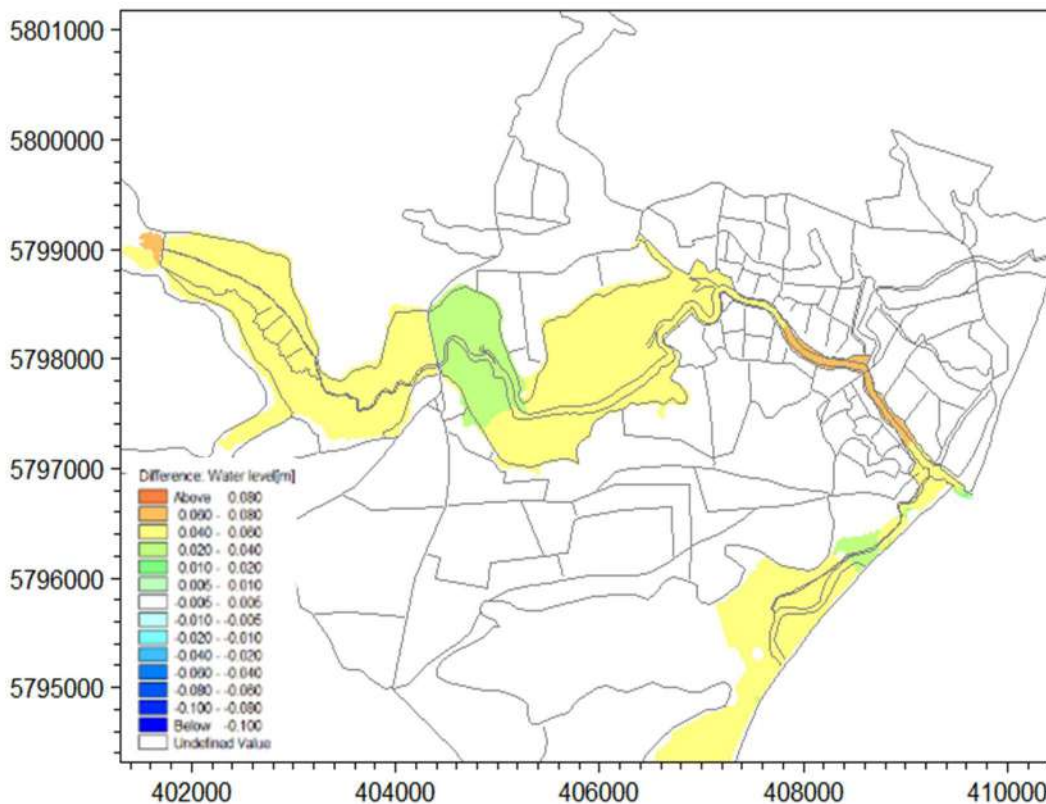 5801000
5800000
5799000
5798000
5797000
5796000
5795000
Difference: Water level[m]
Above 0.080
0.060 - 0.080
0.040 - 0.060
0.020 - 0.040
0.010 - 0.020
0.005 - 0.010
-0.005 - 0.005
-0.010 - -0.005
-0.020 - -0.010
-0.040 - -0.020
-0.060 - -0.040
-0.080 - -0.060
-0.100 - -0.080
Below -0.100
Undefined Value
402000 404000 406000 408000 410000